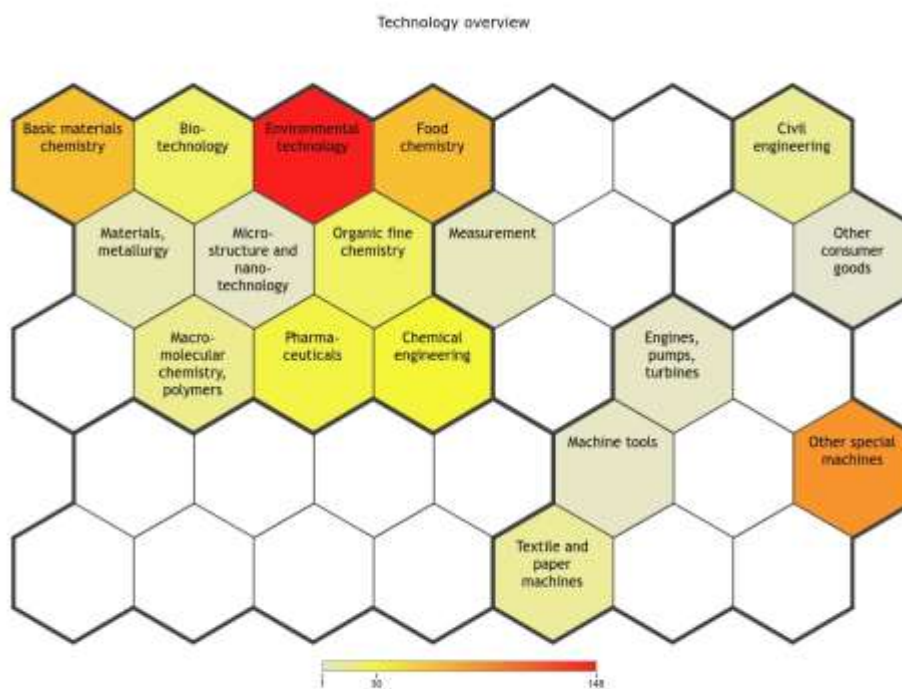 Technology overview
Basic materials
chemistry
Bio-
technology
Environmental
technology
Food
chemistry
Civil
engineering
Materials,
metallurgy
Micro-
structure and
nano-
technology
Organic fine
chemistry
Measurement
Other
consumer
goods
Macro-
molecular
chemistry,
polymers
Pharma-
ceuticals
Chemical
engineering
Engines,
pumps,
turbines
Machine tools
Other special
machines
Textile and
paper
machines
1 30